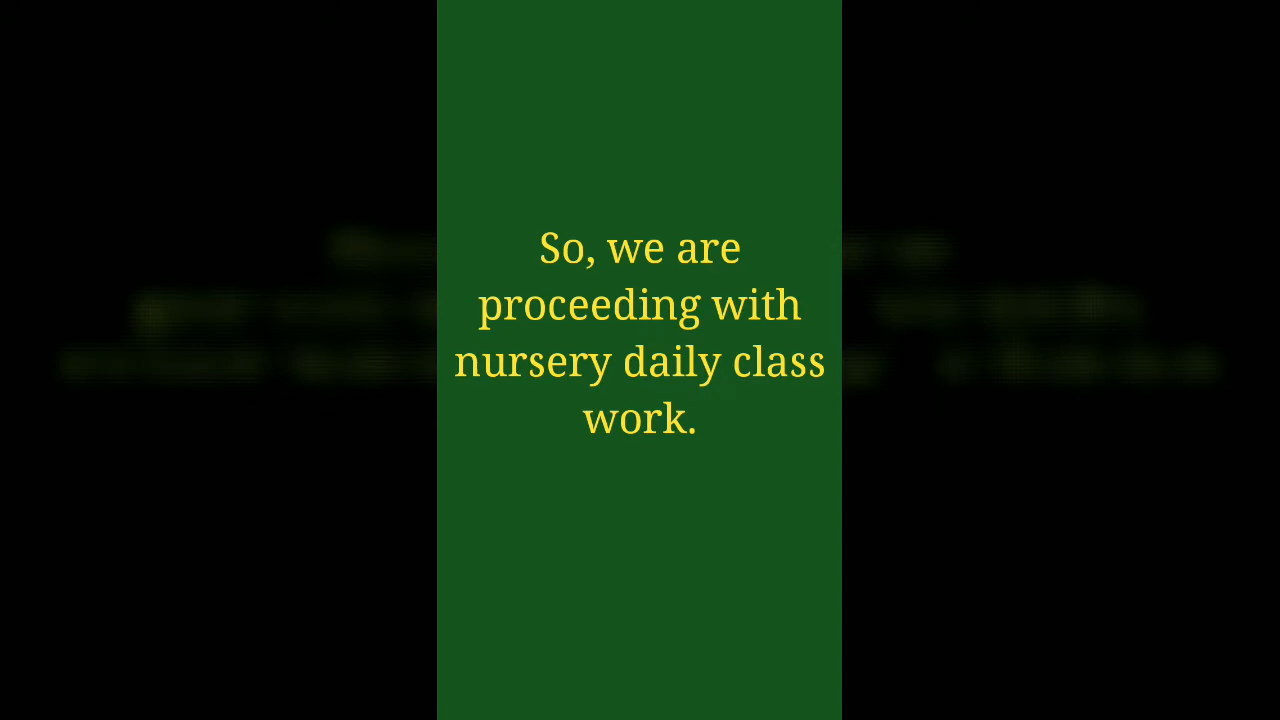 So, we are
proceeding with
nursery daily class
work.